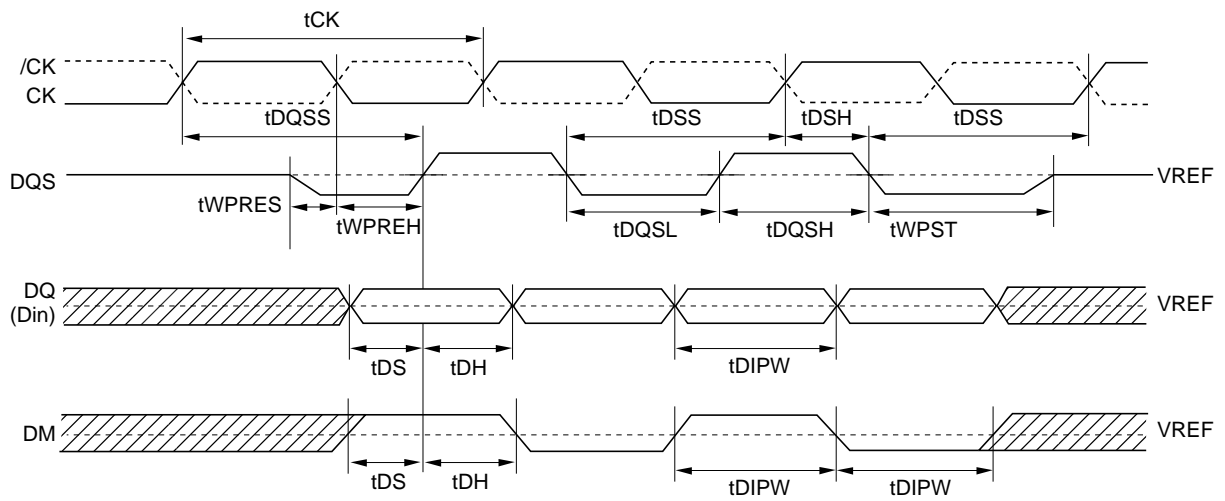 tCK
/CK
CK
tDQSS tDSS tDSH tDSS
DQS VREF
tWPRES
tWPREH tDQSL tDQSH tWPST
DQ
(Din) VREF
tDS tDH tDIPW
DM VREF
tDS tDH tDIPW tDIPW